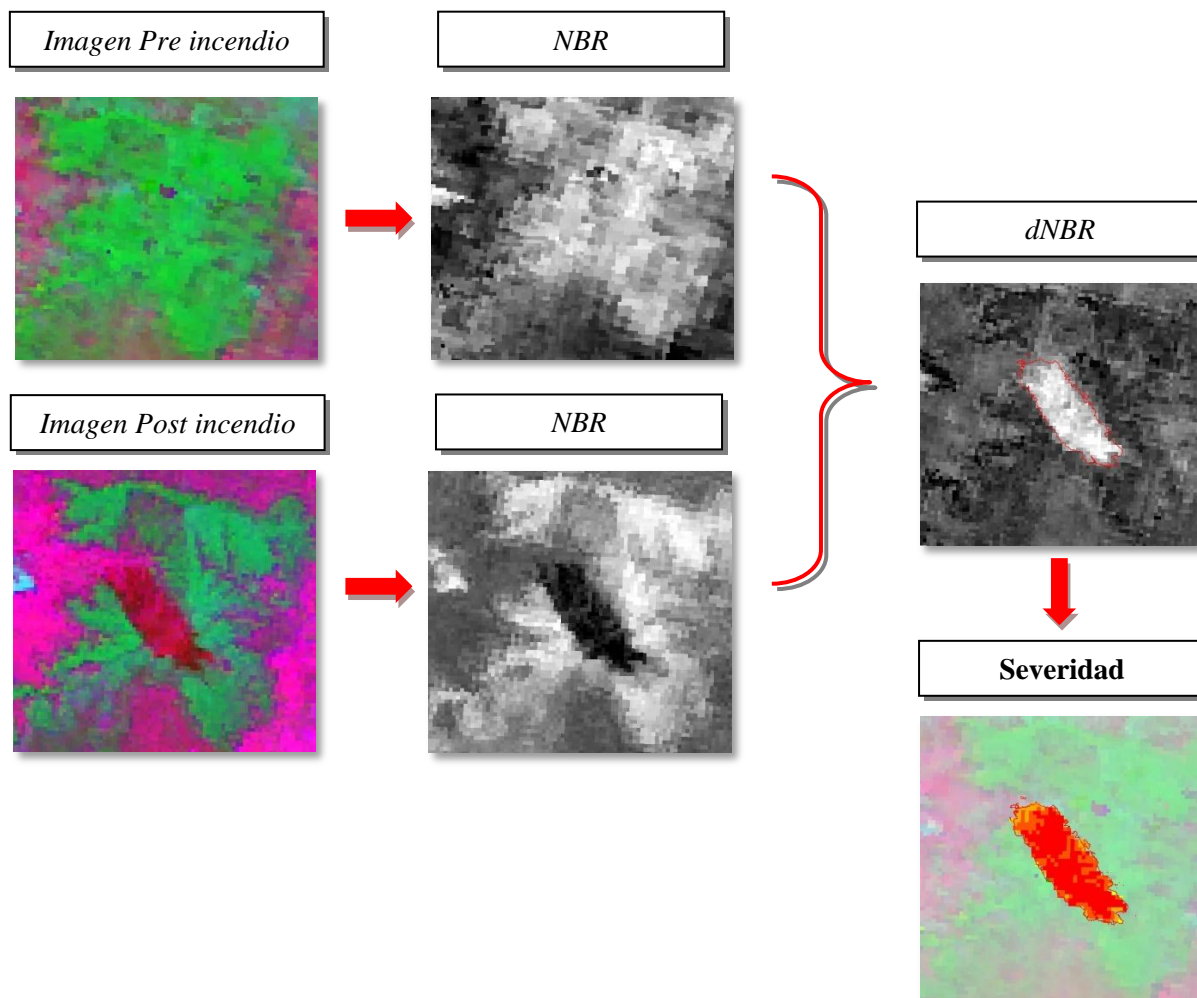 Imagen Pre incendio
NBR
dNBR
Imagen Post incendio
NBR
Severidad